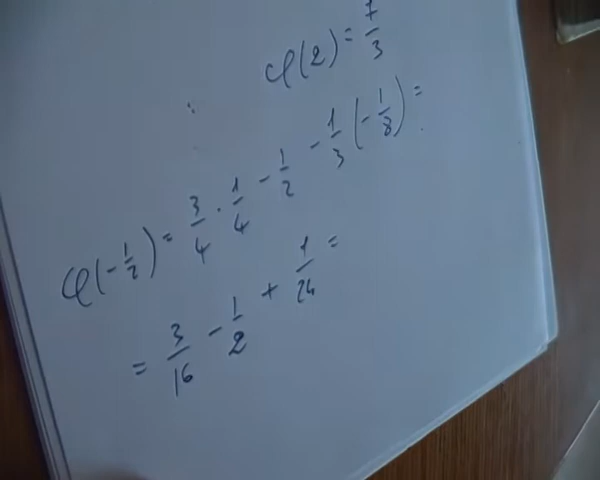 φ(2) = 7/3
φ(-1/2) = 3/4 · 1/4 - 1/2 - 1/3 (-1/8) =
= 3/16 - 1/2 + 1/24 =